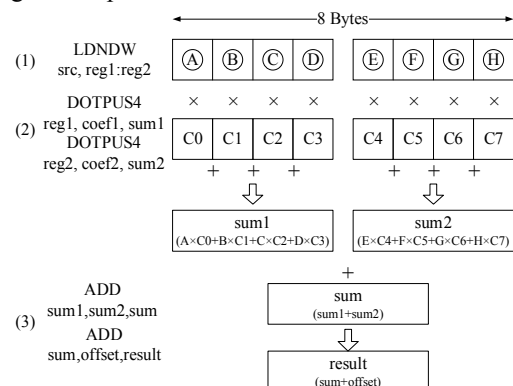 8 Bytes
(1)
LDNDW
src, reg1:reg2
A B C D E F G H
DOTPUS4
× × × × × × × ×
(2)
reg1, coef1, sum1
DOTPUS4
reg2, coef2, sum2
C0 C1 C2 C3 C4 C5 C6 C7
+ + + + + +
sum1
(A×C0+B×C1+C×C2+D×C3)
sum2
(E×C4+F×C5+G×C6+H×C7)
+
(3)
ADD
sum1,sum2,sum
ADD
sum,offset,result
sum
(sum1+sum2)
result
(sum+offset)